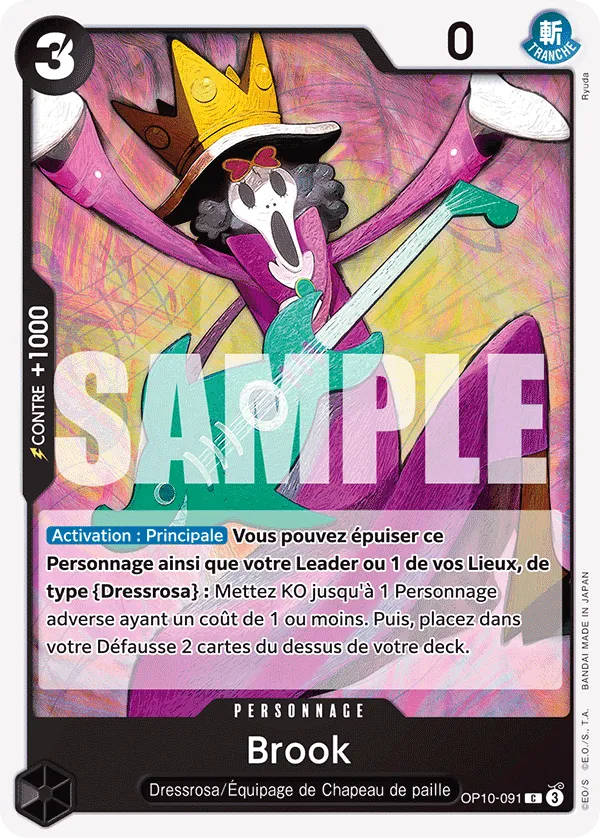 3
0
斬
TRANCHE
Ryuda
CONTRE +1000
SAMPLE
Activation : Principale Vous pouvez épuiser ce
Personnage ainsi que votre Leader ou 1 de vos Lieux, de
type {Dressrosa} : Mettez KO jusqu'à 1 Personnage
adverse ayant un coût de 1 ou moins. Puis, placez dans
votre Défausse 2 cartes du dessus de votre deck.
©EO/S ©E.O./S., T.A. BANDAI MADE IN JAPAN
PERSONNAGE
Brook
Dressrosa/Équipage de Chapeau de paille
OP10-091 C 3